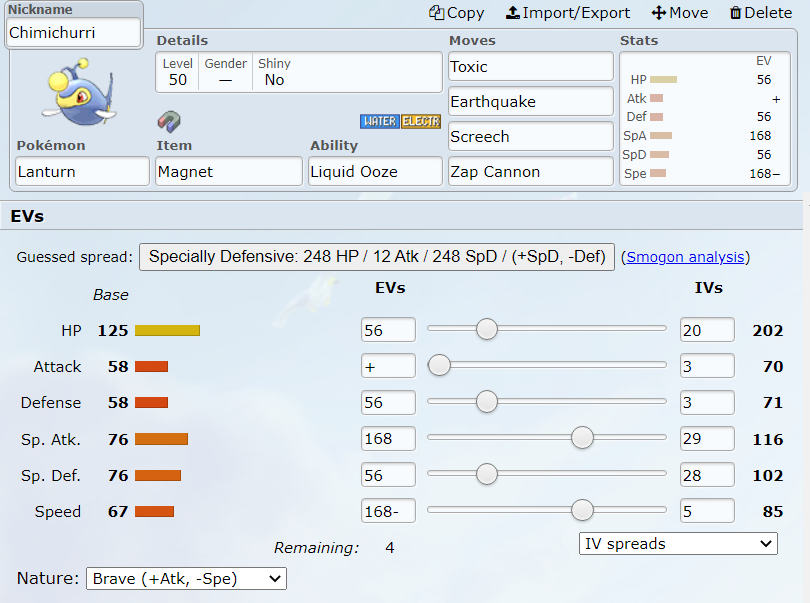 Nickname
Chimichurri
Copy Import/Export Move Delete
Details
Level Gender Shiny
50 — No
WATER ELECTR
Pokémon Item Ability
Lanturn Magnet Liquid Ooze
Moves
Toxic
Earthquake
Screech
Zap Cannon
Stats
EV
HP 56
Atk +
Def 56
SpA 168
SpD 56
Spe 168−
EVs
Guessed spread: Specially Defensive: 248 HP / 12 Atk / 248 SpD / (+SpD, -Def) (Smogon analysis)
Base EVs IVs
HP 125 56 20 202
Attack 58 + 3 70
Defense 58 56 3 71
Sp. Atk. 76 168 29 116
Sp. Def. 76 56 28 102
Speed 67 168- 5 85
Remaining: 4 IV spreads
Nature: Brave (+Atk, -Spe)